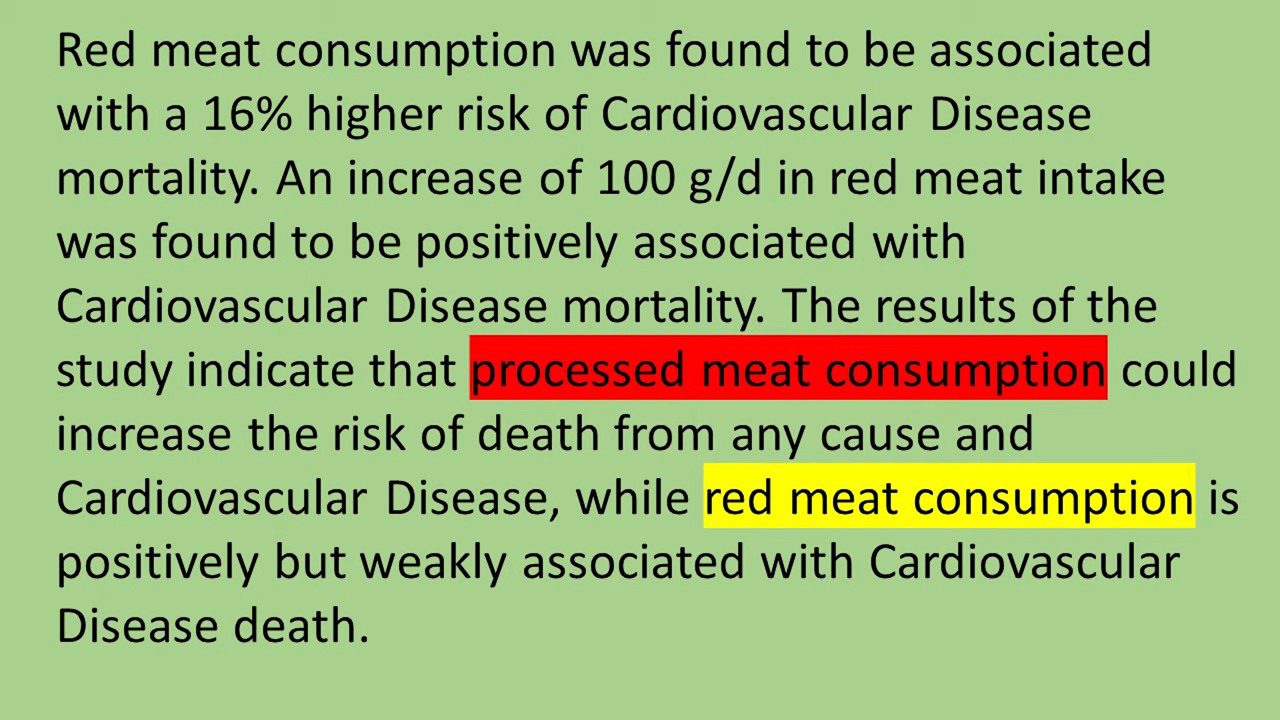 Red meat consumption was found to be associated
with a 16% higher risk of Cardiovascular Disease
mortality. An increase of 100 g/d in red meat intake
was found to be positively associated with
Cardiovascular Disease mortality. The results of the
study indicate that processed meat consumption could
increase the risk of death from any cause and
Cardiovascular Disease, while red meat consumption is
positively but weakly associated with Cardiovascular
Disease death.